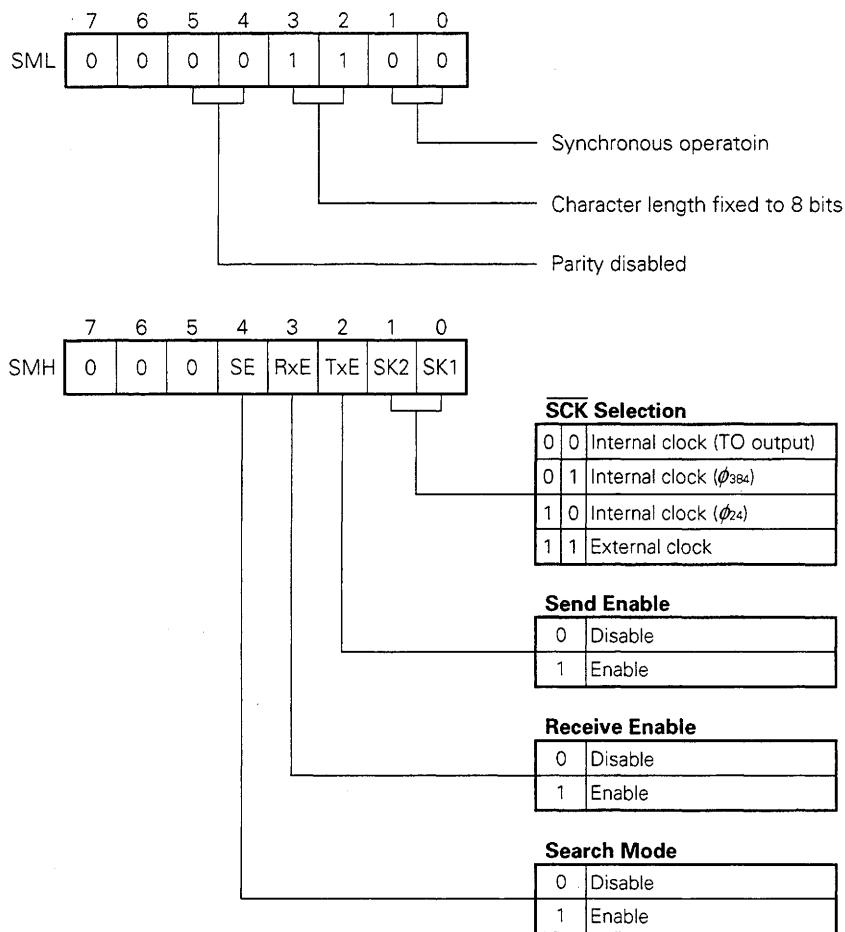 7 6 5 4 3 2 1 0
SML 0 0 0 0 1 1 0 0
Synchronous operatoin
Character length fixed to 8 bits
Parity disabled
7 6 5 4 3 2 1 0
SMH 0 0 0 SE RxE TxE SK2 SK1
S̅C̅K̅ Selection
0 0 Internal clock (TO output)
0 1 Internal clock (ϕ384)
1 0 Internal clock (ϕ24)
1 1 External clock
Send Enable
0 Disable
1 Enable
Receive Enable
0 Disable
1 Enable
Search Mode
0 Disable
1 Enable